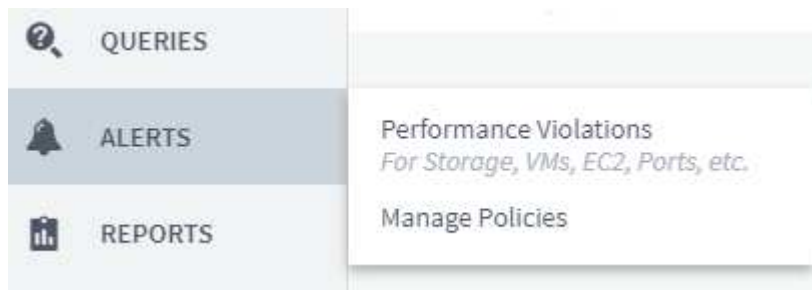 QUERIES
ALERTS
REPORTS
Performance Violations
For Storage, VMs, EC2, Ports, etc.
Manage Policies